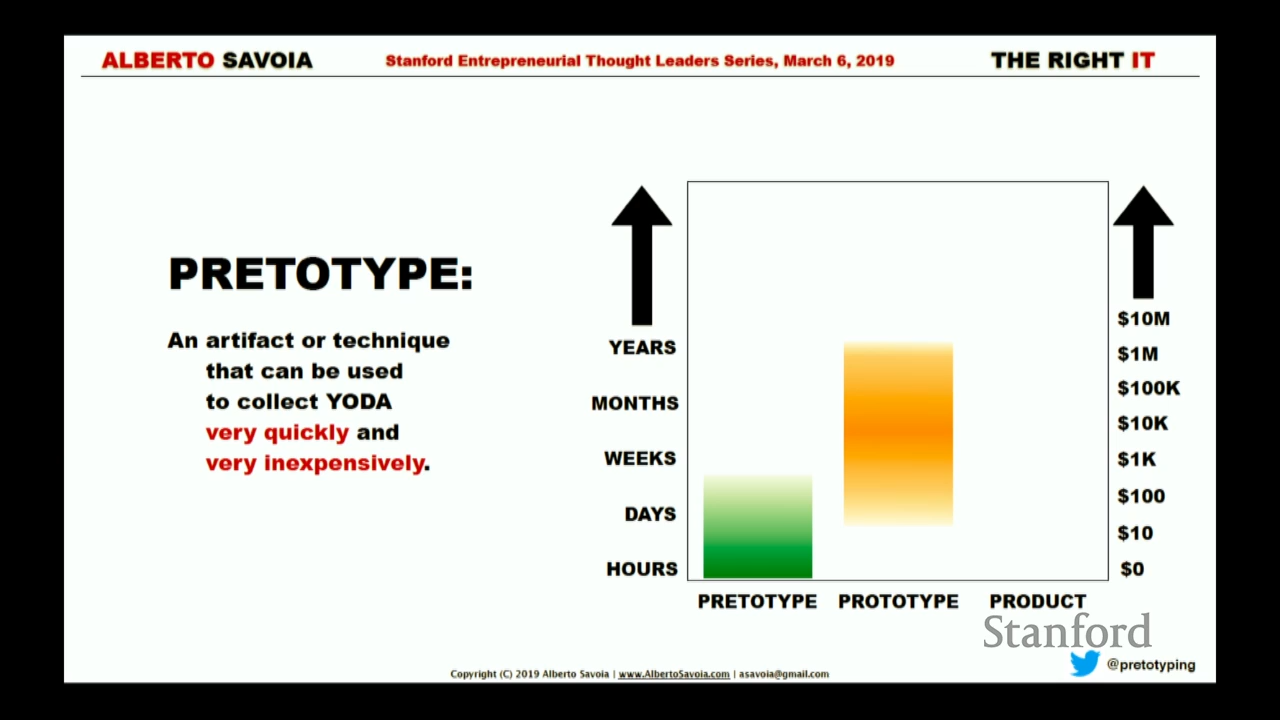 ALBERTO SAVOIA
Stanford Entrepreneurial Thought Leaders Series, March 6, 2019
THE RIGHT IT
PRETOTYPE:
An artifact or technique
that can be used
to collect YODA
very quickly and
very inexpensively.
YEARS
MONTHS
WEEKS
DAYS
HOURS
$10M
$1M
$100K
$10K
$1K
$100
$10
$0
PRETOTYPE PROTOTYPE PRODUCT
Stanford
@pretotyping
Copyright (C) 2019 Alberto Savoia | www.AlbertoSavoia.com | asavoia@gmail.com